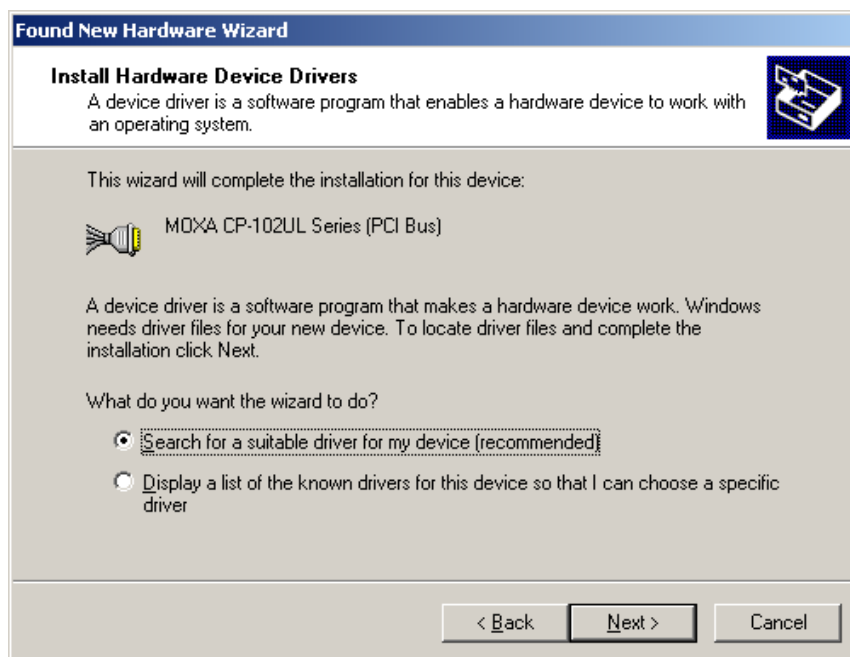 Found New Hardware Wizard
Install Hardware Device Drivers
A device driver is a software program that enables a hardware device to work with
an operating system.
This wizard will complete the installation for this device:
MOXA CP-102UL Series (PCI Bus)
A device driver is a software program that makes a hardware device work. Windows
needs driver files for your new device. To locate driver files and complete the
installation click Next.
What do you want the wizard to do?
Search for a suitable driver for my device (recommended)
Display a list of the known drivers for this device so that I can choose a specific
driver
< Back
Next >
Cancel